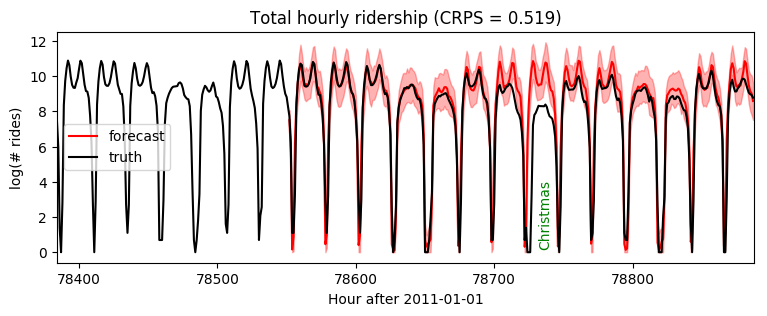 Total hourly ridership (CRPS = 0.519)
log(# rides)
12
10
8
6
4
2
0
forecast
truth
Christmas
78400
78500
78600
78700
78800
Hour after 2011-01-01